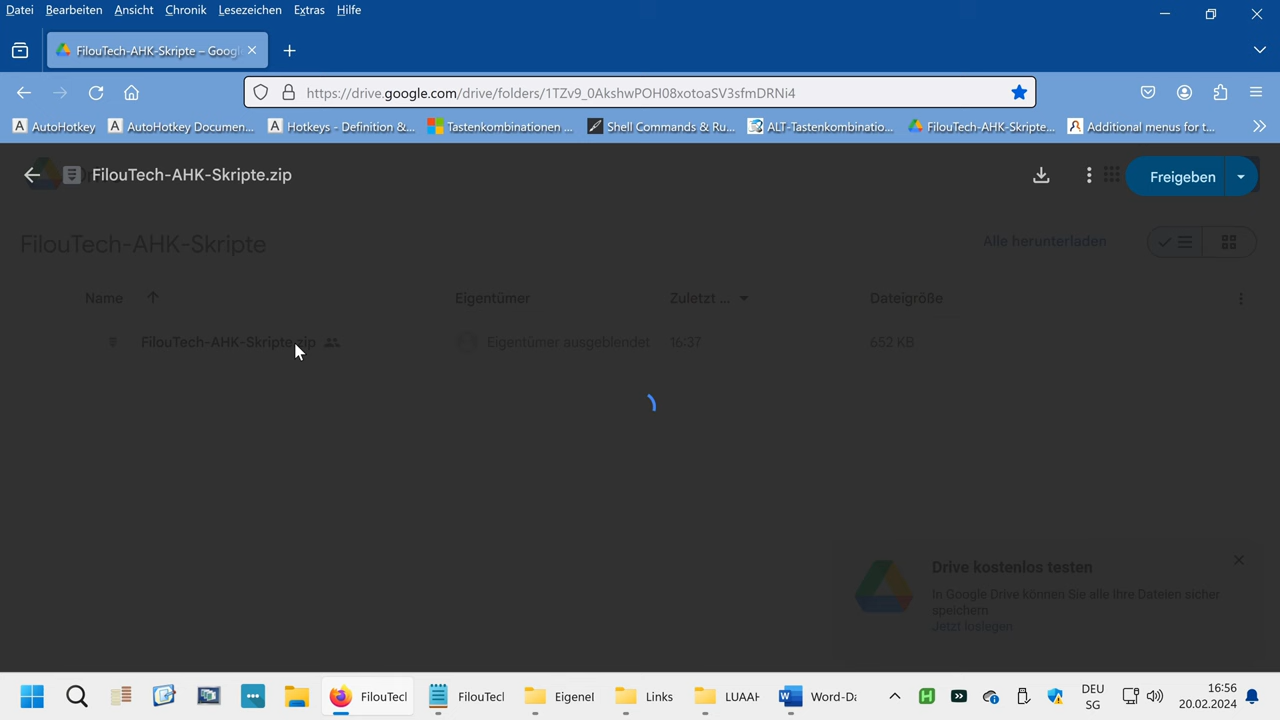 Datei Bearbeiten Ansicht Chronik Lesezeichen Extras Hilfe
FilouTech-AHK-Skripte – Googl
https://drive.google.com/drive/folders/1TZv9_0AkshwPOH08xotoaSV3sfmDRNi4
AutoHotkey AutoHotkey Documen... Hotkeys - Definition &... Tastenkombinationen ... Shell Commands & Ru... ALT-Tastenkombinatio... FilouTech-AHK-Skripte... Additional menus for t...
FilouTech-AHK-Skripte.zip Freigeben
FilouTech-AHK-Skripte Alle herunterladen
Name Eigentümer Zuletzt ... Dateigröße
FilouTech-AHK-Skripte.zip Eigentümer ausgeblendet 16:37 652 KB
Drive kostenlos testen
In Google Drive können Sie alle Ihre Dateien sicher
speichern
Jetzt loslegen
FilouTecl FilouTecl Eigenel Links LUAAH Word-Da DEU 16:56
SG 20.02.2024